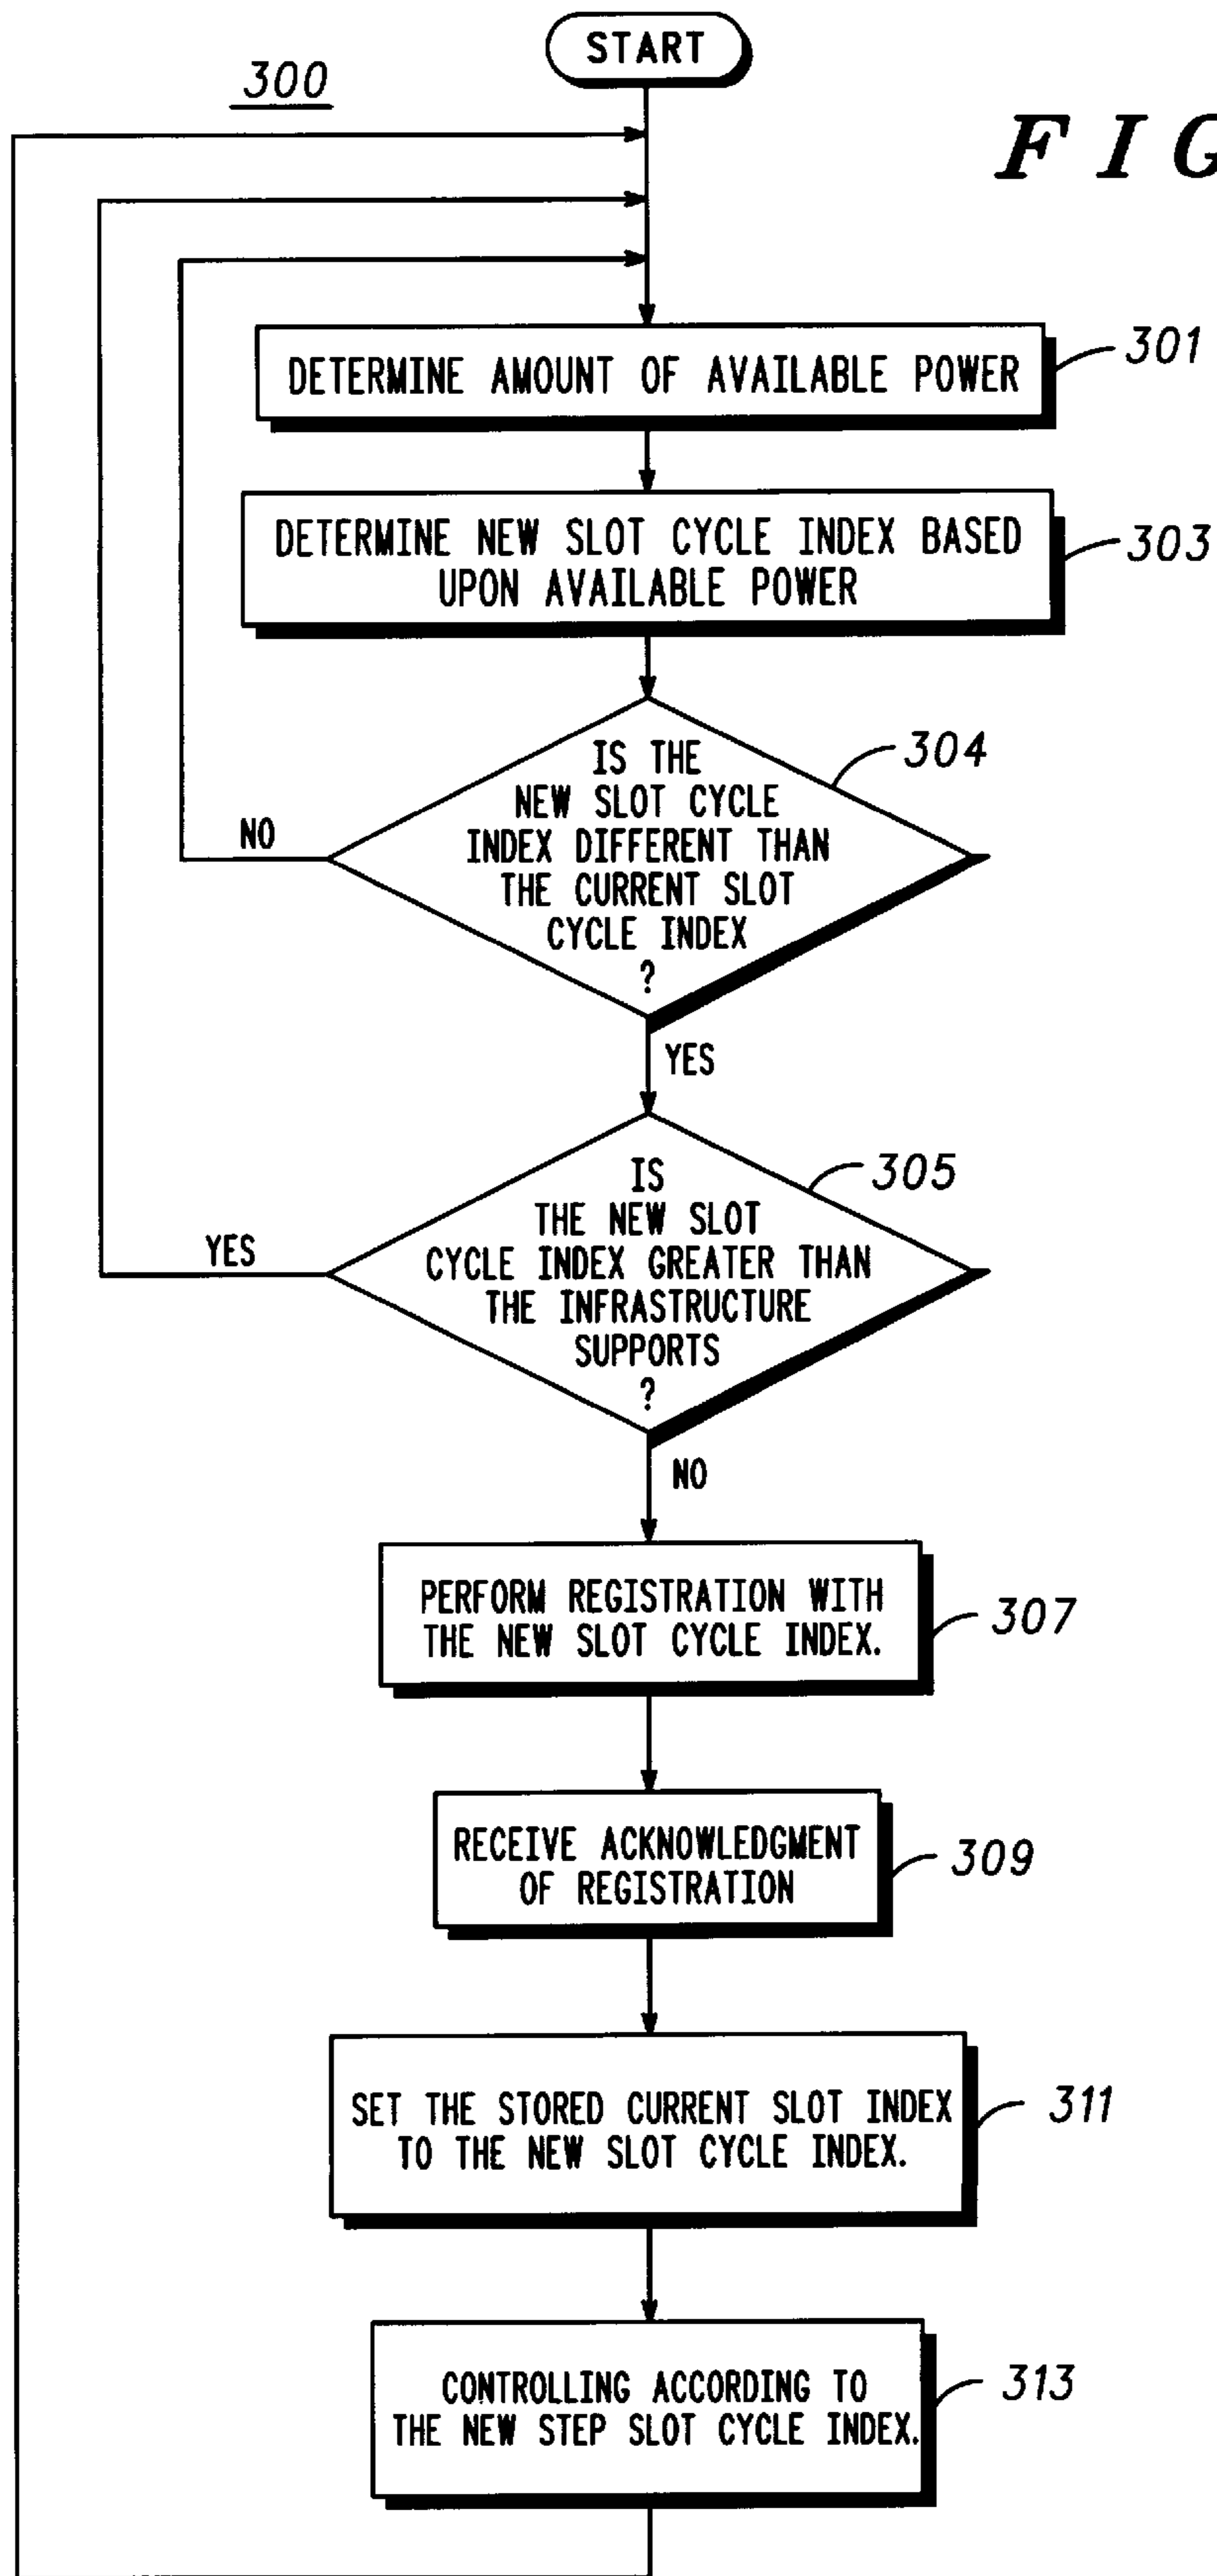 START
300
FIG
DETERMINE AMOUNT OF AVAILABLE POWER
301
DETERMINE NEW SLOT CYCLE INDEX BASED
UPON AVAILABLE POWER
303
IS THE
NEW SLOT CYCLE
INDEX DIFFERENT THAN
THE CURRENT SLOT
CYCLE INDEX
?
304
NO
YES
IS
THE NEW SLOT
CYCLE INDEX GREATER THAN
THE INFRASTRUCTURE
SUPPORTS
?
305
YES
NO
PERFORM REGISTRATION WITH
THE NEW SLOT CYCLE INDEX.
307
RECEIVE ACKNOWLEDGMENT
OF REGISTRATION
309
SET THE STORED CURRENT SLOT INDEX
TO THE NEW SLOT CYCLE INDEX.
311
CONTROLLING ACCORDING TO
THE NEW STEP SLOT CYCLE INDEX.
313